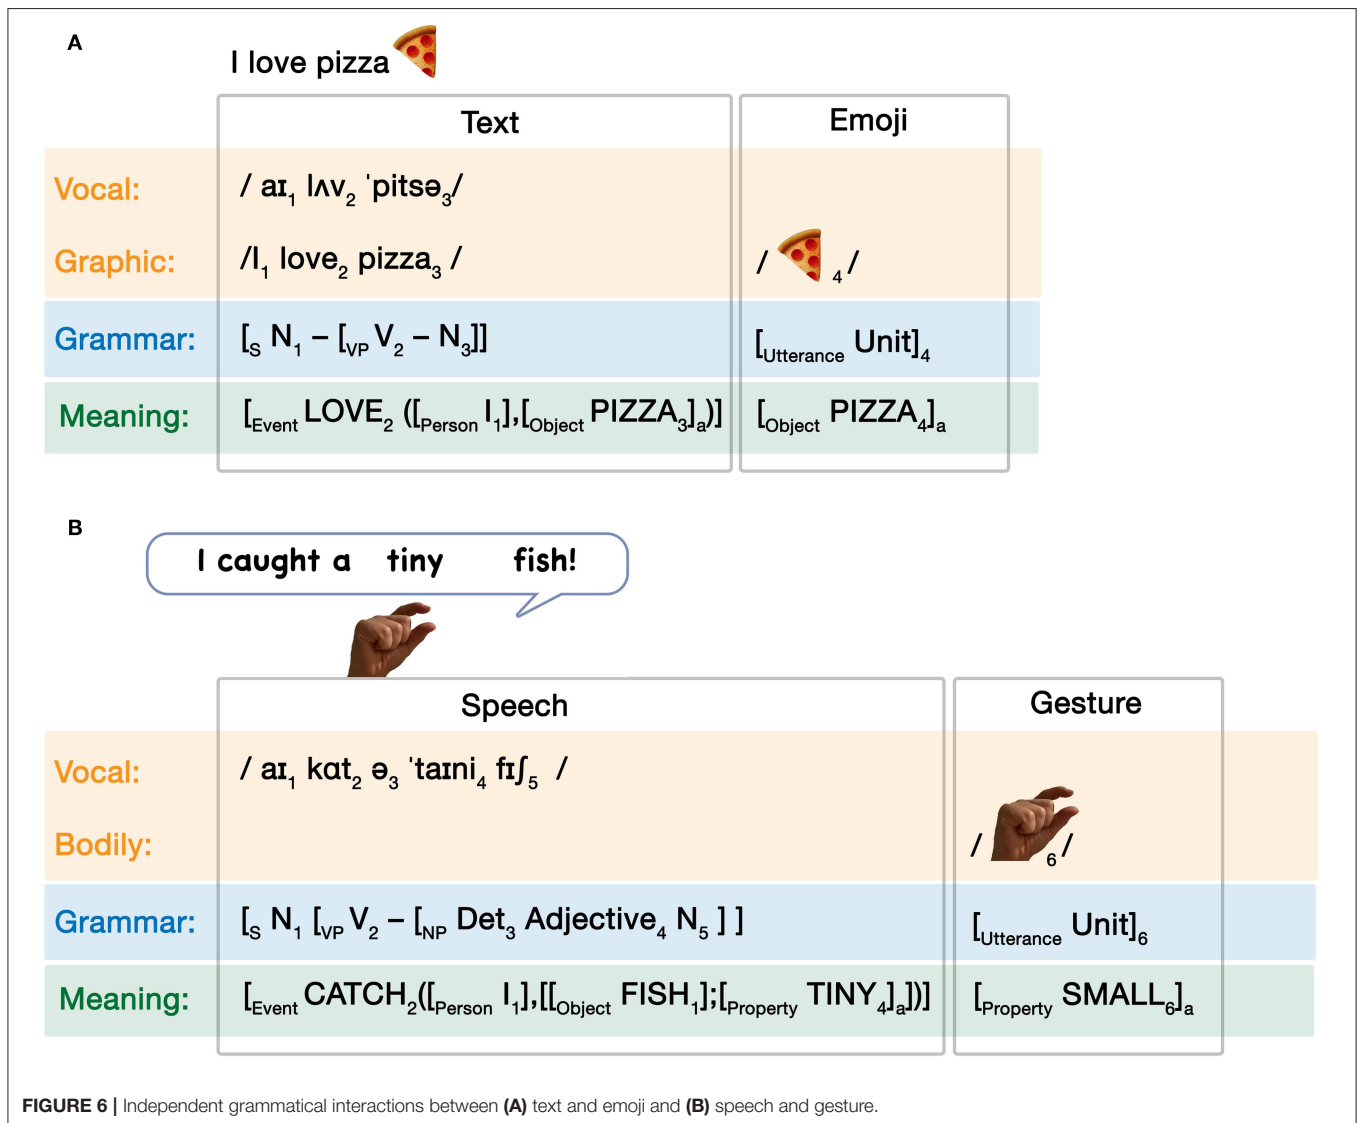 A
I love pizza
Text Emoji
Vocal: / aɪ₁ lʌv₂ ˈpitsə₃/
Graphic: /I₁ love₂ pizza₃ / / ₄ /
Grammar: [S N₁ – [VP V₂ – N₃]] [Utterance Unit]₄
Meaning: [Event LOVE₂ ([Person I₁],[Object PIZZA₃]a)] [Object PIZZA₄]a
B
I caught a tiny fish!
Speech Gesture
Vocal: / aɪ₁ kɑt₂ ə₃ ˈtaɪni₄ fɪʃ₅ /
Bodily: / ₆ /
Grammar: [S N₁ [VP V₂ – [NP Det₃ Adjective₄ N₅ ] ] [Utterance Unit]₆
Meaning: [Event CATCH₂([Person I₁],[[Object FISH₁];[Property TINY₄]a])] [Property SMALL₆]a
FIGURE 6 | Independent grammatical interactions between (A) text and emoji and (B) speech and gesture.